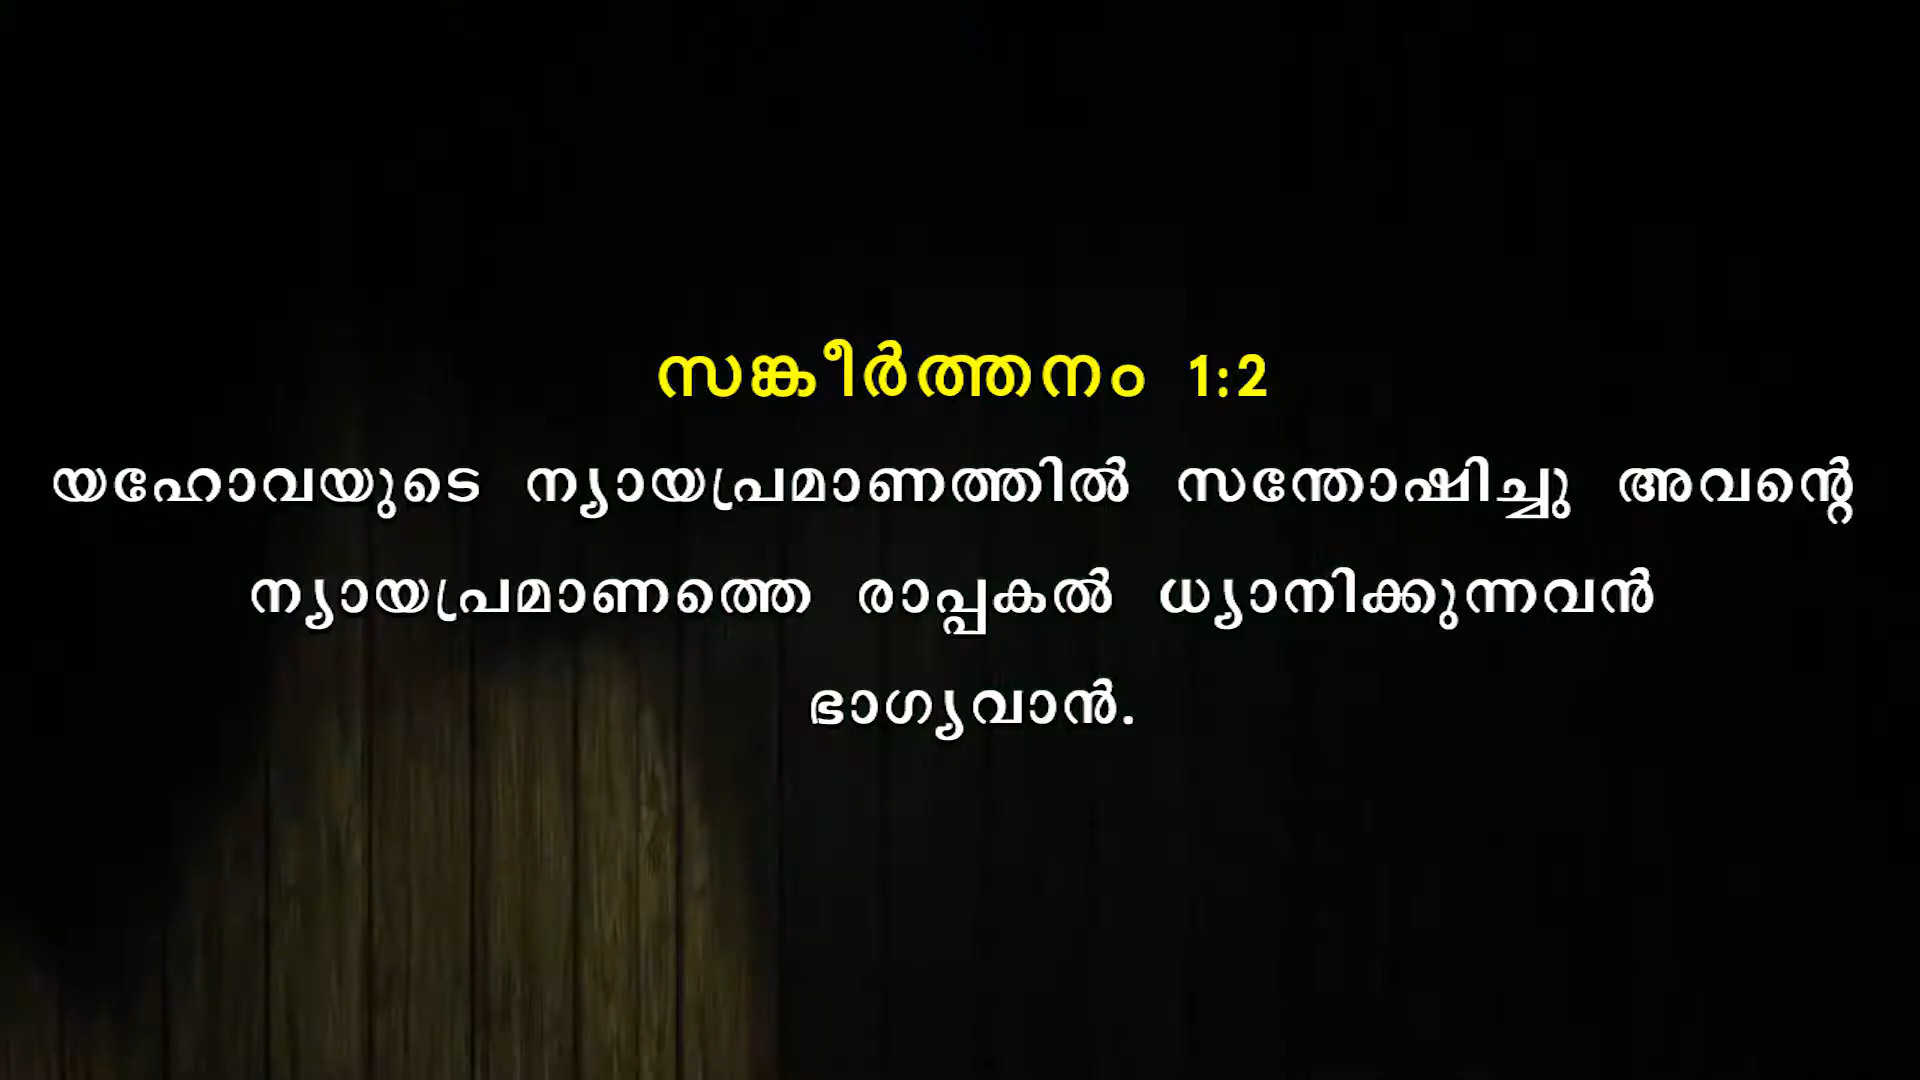 സങ്കീർത്തനം 1:2
യഹോവയുടെ ന്യായപ്രമാണത്തിൽ സന്തോഷിച്ചു അവന്റെ
ന്യായപ്രമാണത്തെ രാപ്പകൽ ധ്യാനിക്കുന്നവൻ
ഭാഗ്യവാൻ.